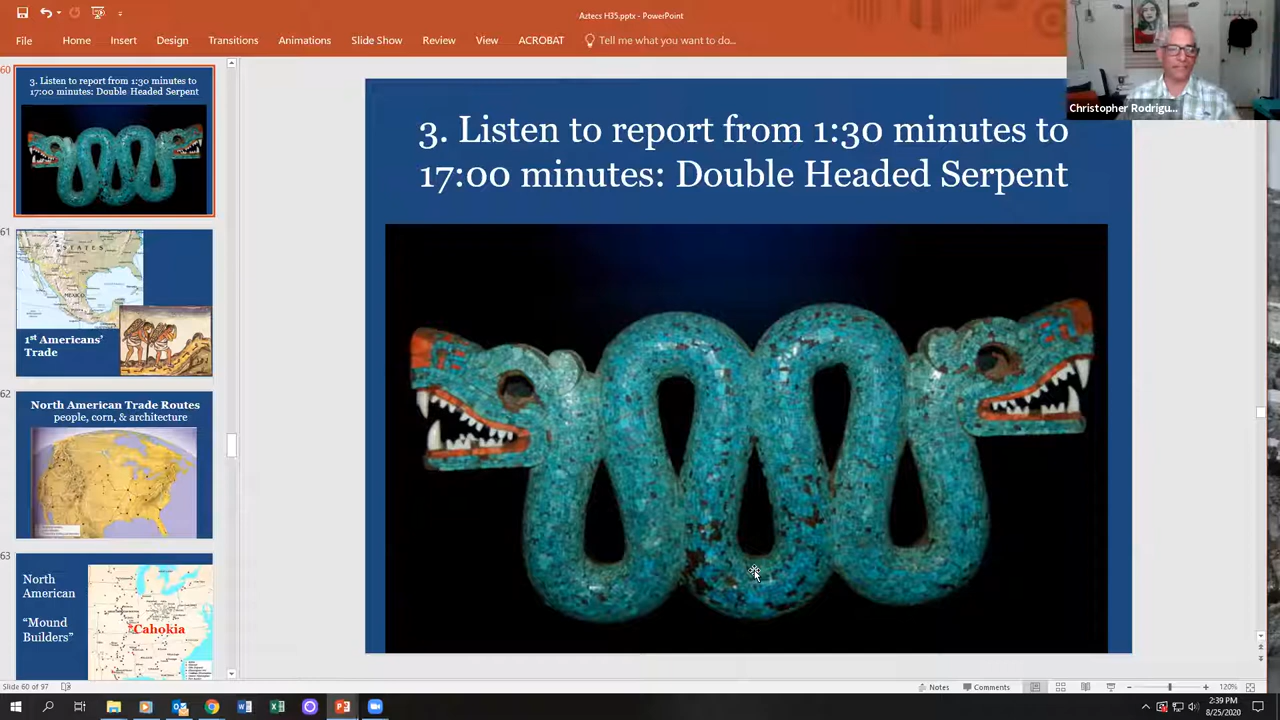 Aztecs H35.pptx - PowerPoint
File Home Insert Design Transitions Animations Slide Show Review View ACROBAT Tell me what you want to do...
Christopher Rodrigu...
60
3. Listen to report from 1:30 minutes to
17:00 minutes: Double Headed Serpent
61
STATES
MEXICO
1st Americans'
Trade
62
North American Trade Routes
people, corn, & architecture
63
North
American
"Mound
Builders"
Cahokia
3. Listen to report from 1:30 minutes to
17:00 minutes: Double Headed Serpent
Slide 60 of 97
Notes
Comments
120%
2:39 PM
8/25/2020